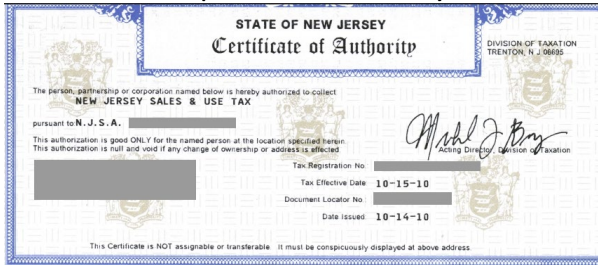 STATE OF NEW JERSEY
Certificate of Authority
DIVISION OF TAXATION
TRENTON, N J 08695
The person, partnership or corporation named below is hereby authorized to collect
NEW JERSEY SALES & USE TAX
pursuant to N.J.S.A.
This authorization is good ONLY for the named person at the location specified herein
This authorization is null and void if any change of ownership or address is effected
Acting Director, Division of Taxation
Tax Registration No.
Tax Effective Date 10-15-10
Document Locator No.
Date Issued 10-14-10
This Certificate is NOT assignable or transferable It must be conspicuously displayed at above address